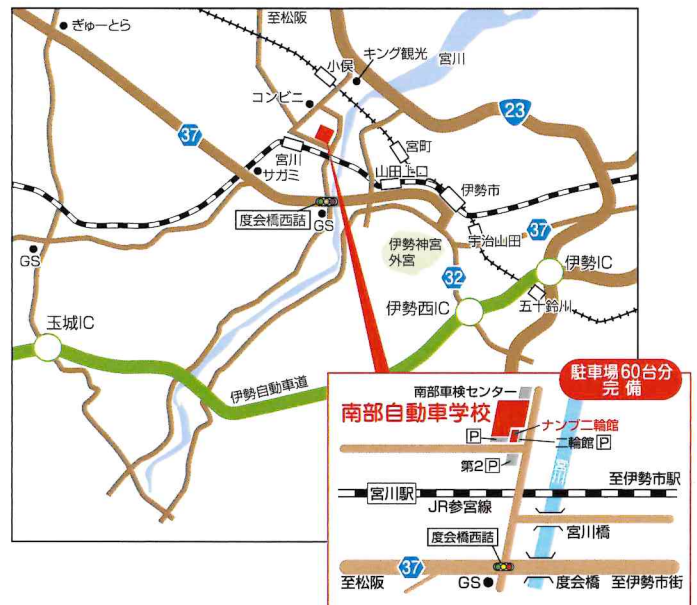 ぎゅーとら
至松阪
小俣
キング観光
宮川
コンビニ
23
37
宮川
サガミ
宮町
山田上口
伊勢市
度会橋西詰
GS
GS
伊勢神宮
外宮
37
宇治山田
32
伊勢IC
伊勢西IC
五十鈴川
玉城IC
伊勢自動車道
駐車場60台分
完備
南部車検センター
南部自動車学校
ナンブ二輪館
P
二輪館 P
第2 P
宮川駅
JR参宮線
至伊勢市駅
宮川
宮川橋
度会橋西詰
37
至松阪
GS
度会橋
至伊勢市街